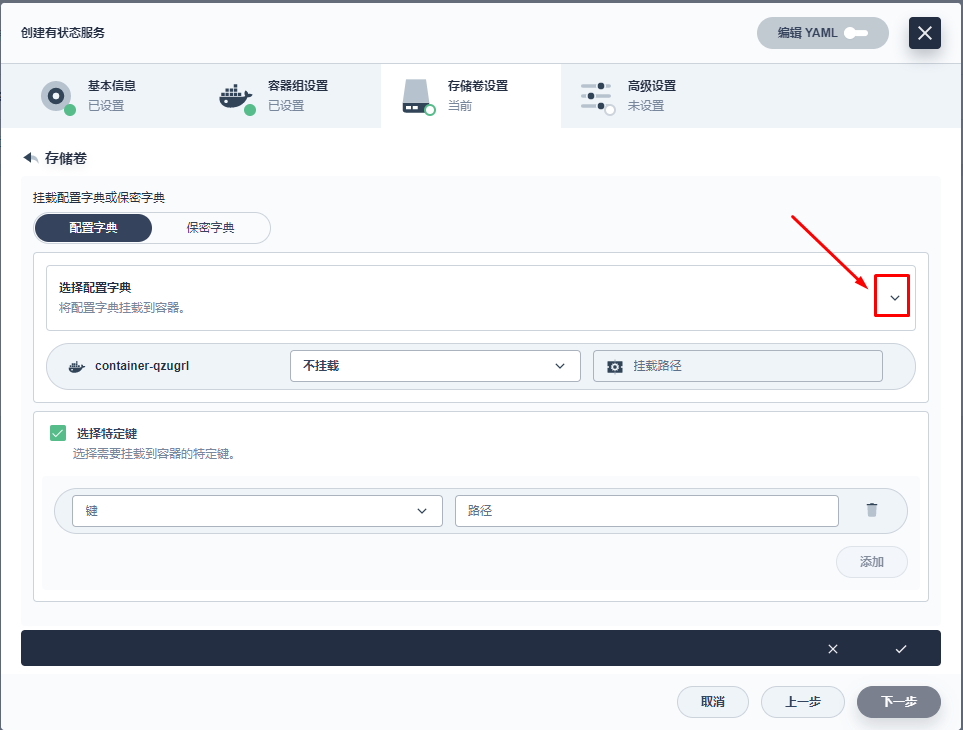 创建有状态服务
编辑 YAML
基本信息
已设置
容器组设置
已设置
存储卷设置
当前
高级设置
未设置
存储卷
挂载配置字典或保密字典
配置字典
保密字典
选择配置字典
将配置字典挂载到容器。
container-qzugrl
不挂载
挂载路径
选择特定键
选择需要挂载到容器的特定键。
键
路径
添加
取消
上一步
下一步